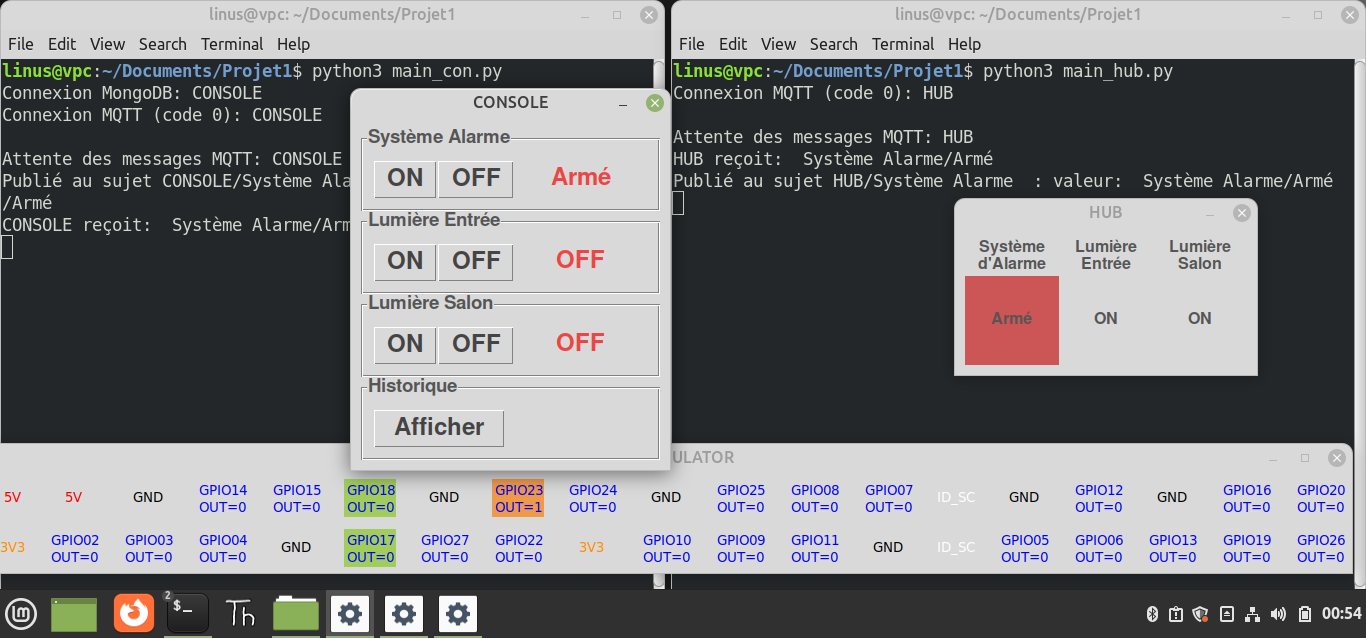 linus@vpc: ~/Documents/Projet1
File Edit View Search Terminal Help
linus@vpc:~/Documents/Projet1$ python3 main_con.py
Connexion MongoDB: CONSOLE
Connexion MQTT (code 0): CONSOLE
Attente des messages MQTT: CONSOLE
Publié au sujet CONSOLE/Système Ala
/Armé
CONSOLE reçoit:  Système Alarme/Arm
linus@vpc: ~/Documents/Projet1
File Edit View Search Terminal Help
linus@vpc:~/Documents/Projet1$ python3 main_hub.py
Connexion MQTT (code 0): HUB
Attente des messages MQTT: HUB
HUB reçoit:  Système Alarme/Armé
Publié au sujet HUB/Système Alarme  : valeur:  Système Alarme/Armé
CONSOLE
Système Alarme
ON OFF Armé
Lumière Entrée
ON OFF OFF
Lumière Salon
ON OFF OFF
Historique
Afficher
HUB
Système Lumière Lumière
d'Alarme Entrée Salon
Armé ON ON
ULATOR
5V 5V GND GPIO14 GPIO15 GPIO18 GND GPIO23 GPIO24 GND GPIO25 GPIO08 GPIO07 ID_SC GND GPIO12 GND GPIO16 GPIO20
OUT=0 OUT=0 OUT=0 OUT=1 OUT=0 OUT=0 OUT=0 OUT=0 OUT=0 OUT=0 OUT=0
3V3 GPIO02 GPIO03 GPIO04 GND GPIO17 GPIO27 GPIO22 3V3 GPIO10 GPIO09 GPIO11 GND ID_SC GPIO05 GPIO06 GPIO13 GPIO19 GPIO26
OUT=0 OUT=0 OUT=0 OUT=0 OUT=0 OUT=0 OUT=0 OUT=0 OUT=0 OUT=0 OUT=0 OUT=0 OUT=0 OUT=0
2
$_
Th
00:54